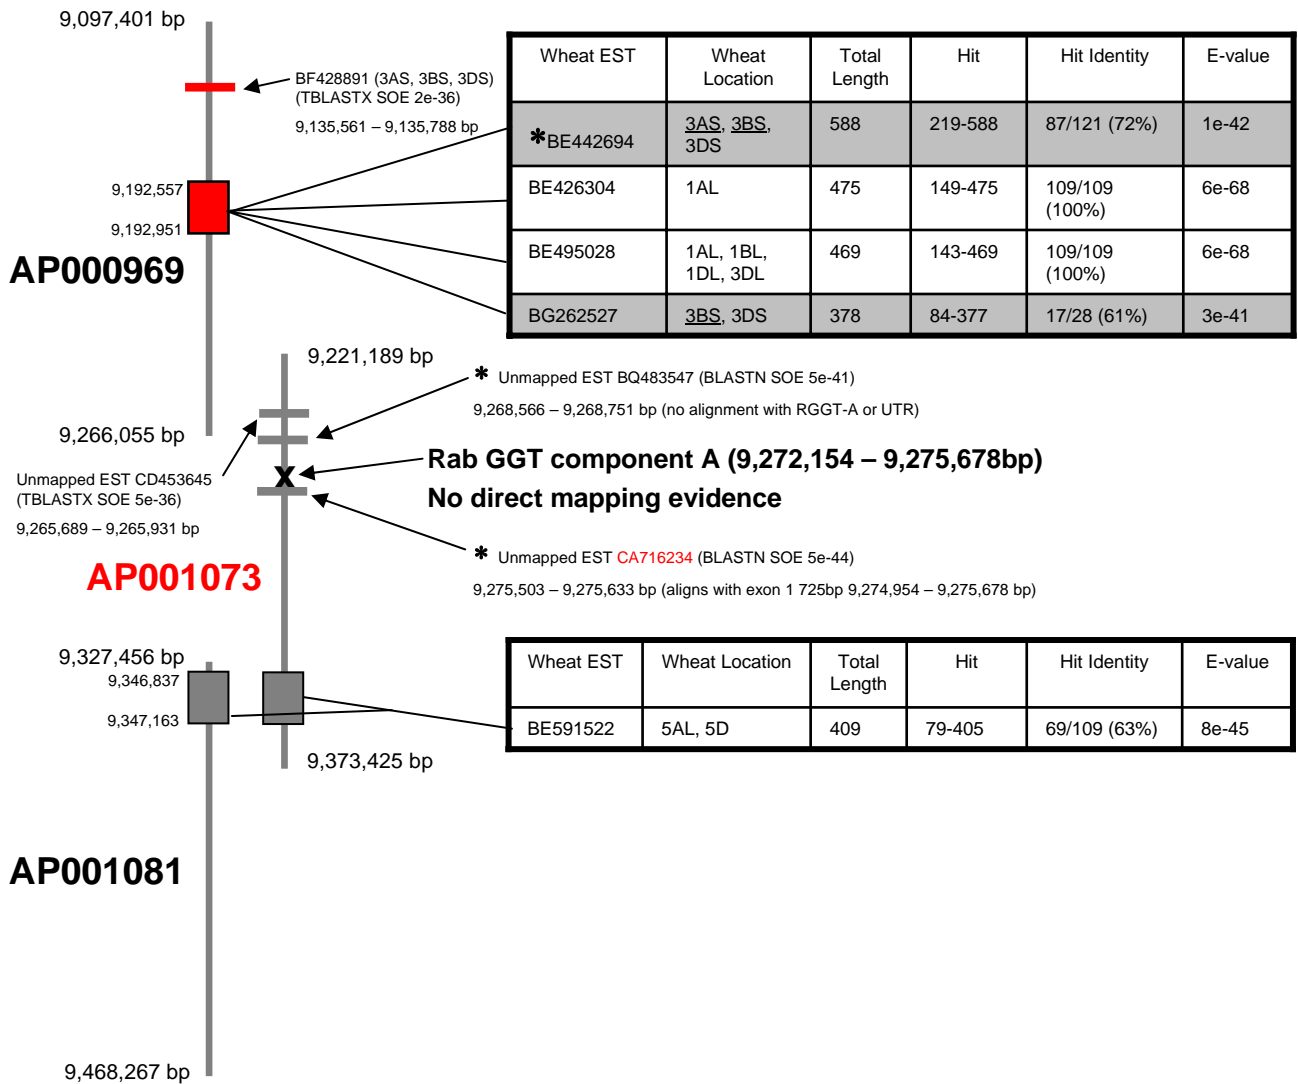 9,097,401 bp
BF428891 (3AS, 3BS, 3DS)
(TBLASTX SOE 2e-36)
9,135,561 – 9,135,788 bp
9,192,557
9,192,951
AP000969
9,266,055 bp
Wheat EST Wheat Location Total Length Hit Hit Identity E-value
*BE442694 3AS, 3BS, 3DS 588 219-588 87/121 (72%) 1e-42
BE426304 1AL 475 149-475 109/109 (100%) 6e-68
BE495028 1AL, 1BL, 1DL, 3DL 469 143-469 109/109 (100%) 6e-68
BG262527 3BS, 3DS 378 84-377 17/28 (61%) 3e-41
9,221,189 bp
* Unmapped EST BQ483547 (BLASTN SOE 5e-41)
9,268,566 – 9,268,751 bp (no alignment with RGGT-A or UTR)
Unmapped EST CD453645
(TBLASTX SOE 5e-36)
9,265,689 – 9,265,931 bp
X
Rab GGT component A (9,272,154 – 9,275,678bp)
No direct mapping evidence
* Unmapped EST CA716234 (BLASTN SOE 5e-44)
9,275,503 – 9,275,633 bp (aligns with exon 1 725bp 9,274,954 – 9,275,678 bp)
AP001073
9,327,456 bp
9,346,837
9,347,163
9,373,425 bp
Wheat EST Wheat Location Total Length Hit Hit Identity E-value
BE591522 5AL, 5D 409 79-405 69/109 (63%) 8e-45
AP001081
9,468,267 bp